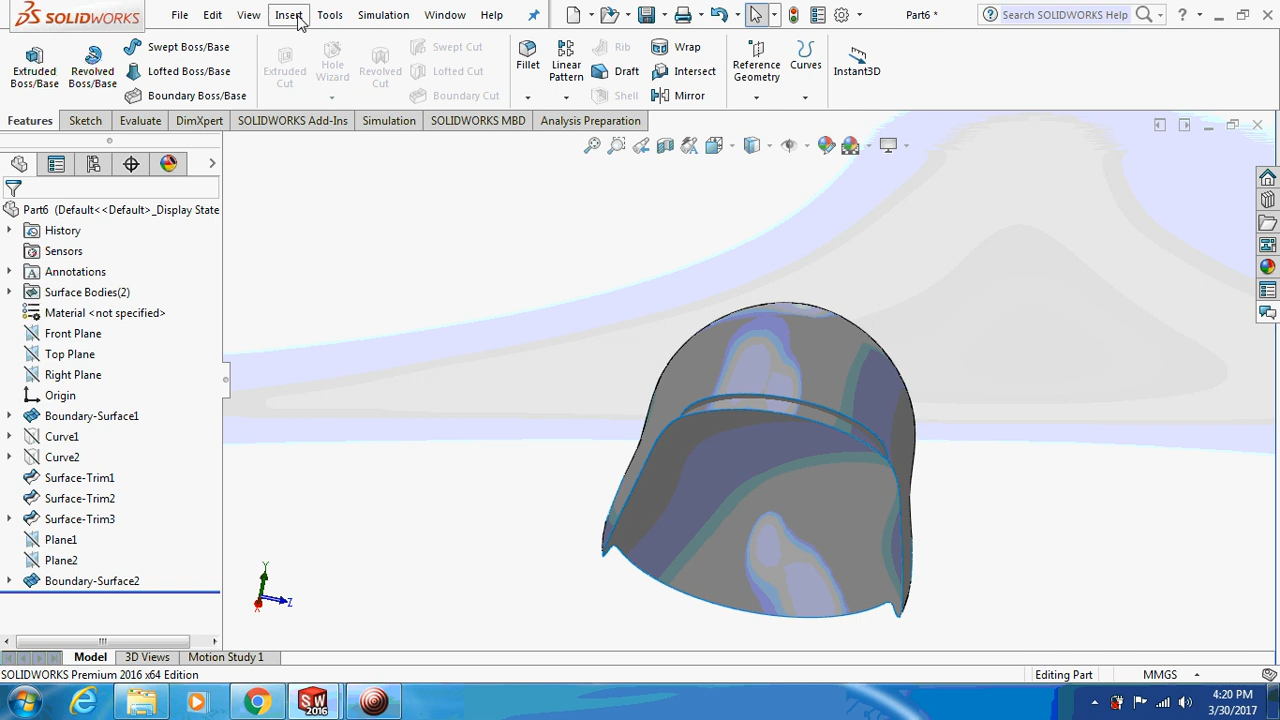 SOLIDWORKS File Edit View Insert Tools Simulation Window Help Part6 * Search SOLIDWORKS Help
Extruded Boss/Base
Revolved Boss/Base
Swept Boss/Base
Lofted Boss/Base
Boundary Boss/Base
Extruded Cut
Hole Wizard
Revolved Cut
Swept Cut
Lofted Cut
Boundary Cut
Fillet
Linear Pattern
Rib
Draft
Shell
Wrap
Intersect
Mirror
Reference Geometry
Curves
Instant3D
Features Sketch Evaluate DimXpert SOLIDWORKS Add-Ins Simulation SOLIDWORKS MBD Analysis Preparation
Part6 (Default<<Default>_Display State
History
Sensors
Annotations
Surface Bodies(2)
Material <not specified>
Front Plane
Top Plane
Right Plane
Origin
Boundary-Surface1
Curve1
Curve2
Surface-Trim1
Surface-Trim2
Surface-Trim3
Plane1
Plane2
Boundary-Surface2
Y
Z
X
Model 3D Views Motion Study 1
SOLIDWORKS Premium 2016 x64 Edition Editing Part MMGS
SW 2016
4:20 PM
3/30/2017